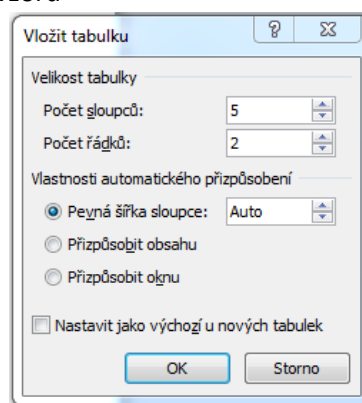 Vložit tabulku
Velikost tabulky
Počet sloupců: 5
Počet řádků: 2
Vlastnosti automatického přizpůsobení
Pevná šířka sloupce: Auto
Přizpůsobit obsahu
Přizpůsobit oknu
Nastavit jako výchozí u nových tabulek
OK Storno